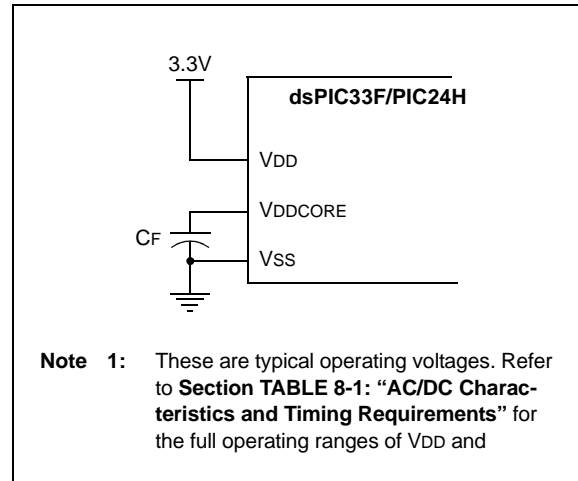 3.3V
dsPIC33F/PIC24H
VDD
VDDCORE
CF
VSS
Note 1: These are typical operating voltages. Refer
to Section TABLE 8-1: “AC/DC Charac-
teristics and Timing Requirements” for
the full operating ranges of VDD and